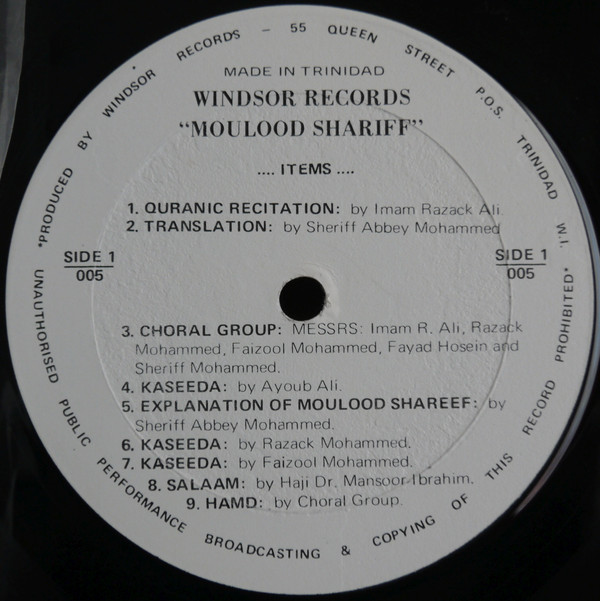 *PRODUCED BY WINDSOR RECORDS – 55 QUEEN STREET P.O.S. TRINIDAD W.I.
MADE IN TRINIDAD
WINDSOR RECORDS
“MOULOOD SHARIFF”
.... ITEMS ....
1. QURANIC RECITATION: by Imam Razack Ali
2. TRANSLATION: by Sheriff Abbey Mohammed
SIDE 1
005
SIDE 1
005
3. CHORAL GROUP: MESSRS: Imam R. Ali, Razack
Mohammed, Faizool Mohammed, Fayad Hosein and
Sheriff Mohammed.
4. KASEEDA: by Ayoub Ali.
5. EXPLANATION OF MOULOOD SHAREEF: by
Sheriff Abbey Mohammed.
6. KASEEDA: by Razack Mohammed.
7. KASEEDA: by Faizool Mohammed.
8. SALAAM: by Haji Dr. Mansoor Ibrahim.
9. HAMD: by Choral Group.
UNAUTHORISED PUBLIC PERFORMANCE BROADCASTING & COPYING OF THIS RECORD PROHIBITED*